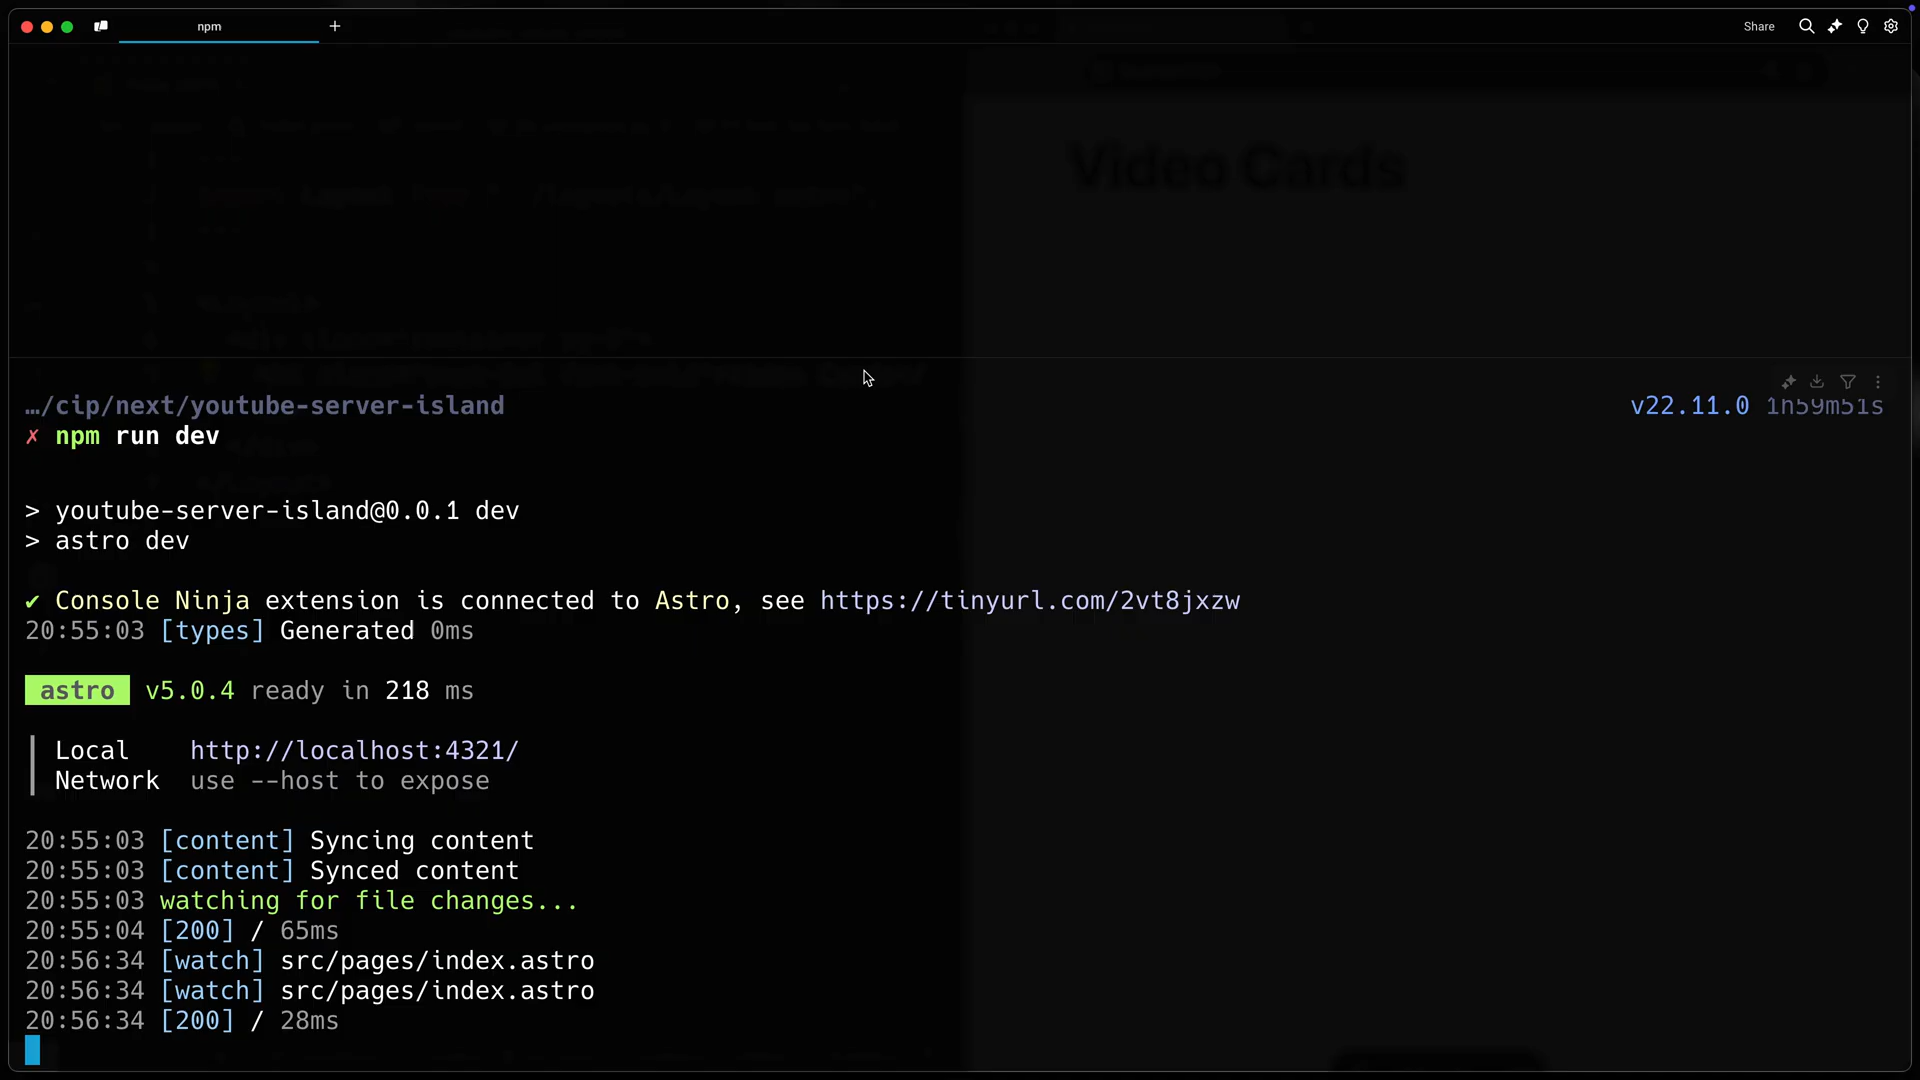 npm
Share
Video Cards
…/cip/next/youtube-server-island v22.11.0 1h59m51s
✗ npm run dev
> youtube-server-island@0.0.1 dev
> astro dev
✔ Console Ninja extension is connected to Astro, see https://tinyurl.com/2vt8jxzw
20:55:03 [types] Generated 0ms
astro v5.0.4 ready in 218 ms
┃ Local http://localhost:4321/
┃ Network use --host to expose
20:55:03 [content] Syncing content
20:55:03 [content] Synced content
20:55:03 watching for file changes...
20:55:04 [200] / 65ms
20:56:34 [watch] src/pages/index.astro
20:56:34 [watch] src/pages/index.astro
20:56:34 [200] / 28ms